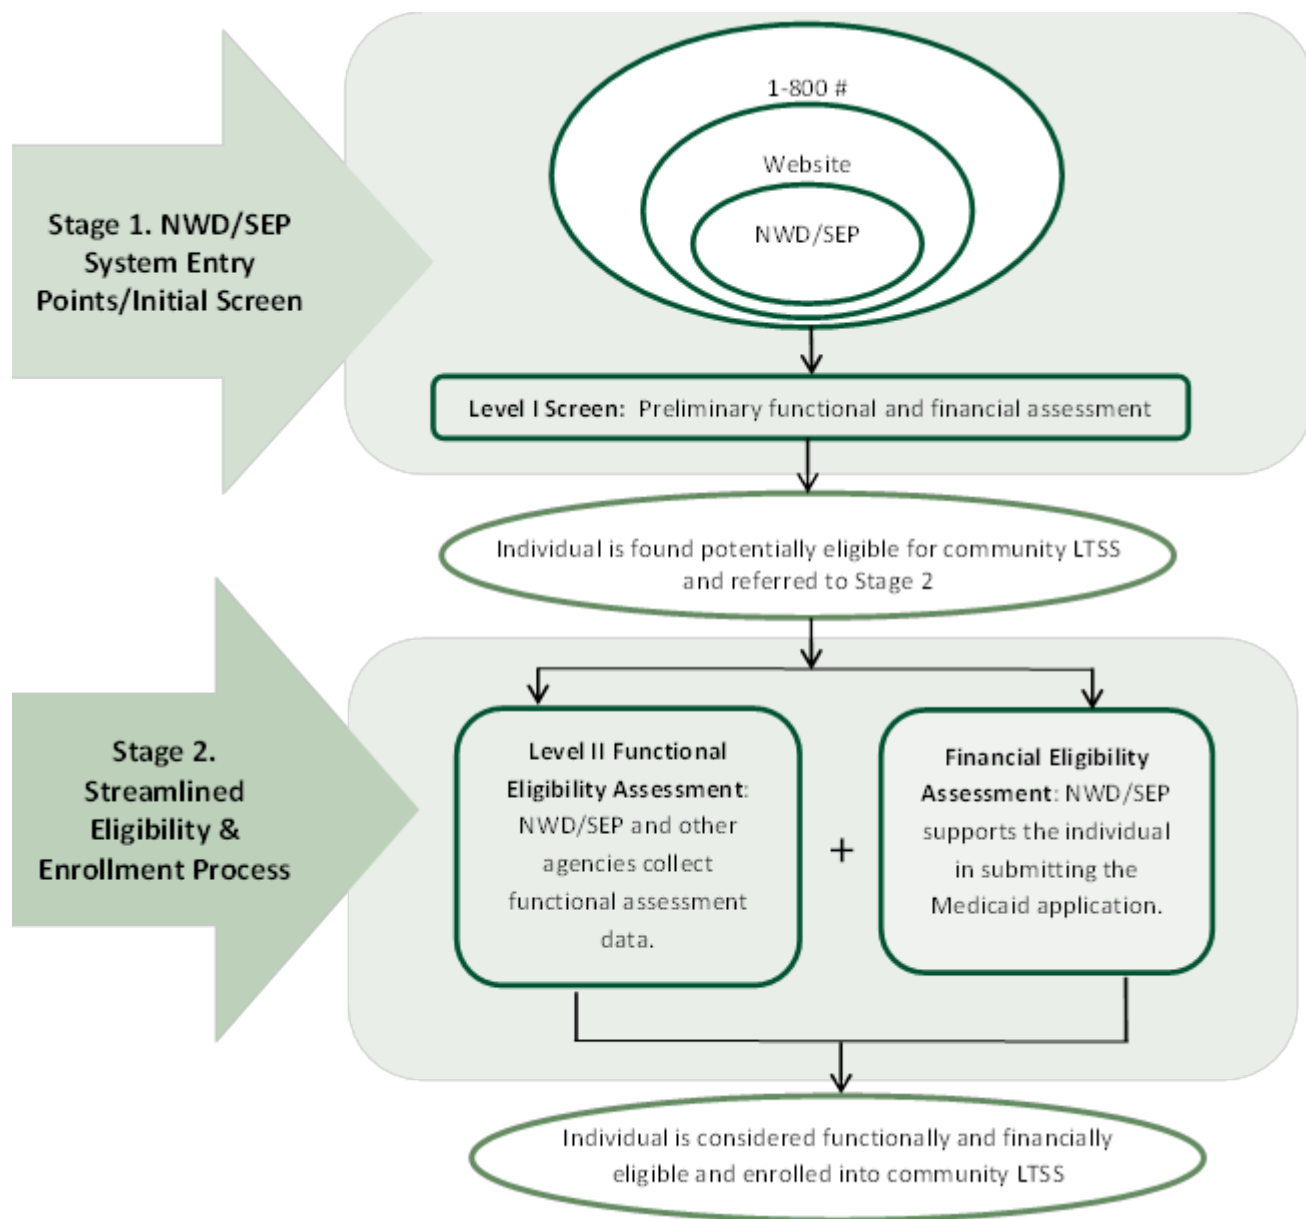 1-800 #
Website
NWD/SEP
Stage 1. NWD/SEP
System Entry
Points/Initial Screen
Level I Screen: Preliminary functional and financial assessment
Individual is found potentially eligible for community LTSS
and referred to Stage 2
Stage 2.
Streamlined
Eligibility &
Enrollment Process
Level II Functional
Eligibility Assessment:
NWD/SEP and other
agencies collect
functional assessment
data.
+
Financial Eligibility
Assessment: NWD/SEP
supports the individual
in submitting the
Medicaid application.
Individual is considered functionally and financially
eligible and enrolled into community LTSS